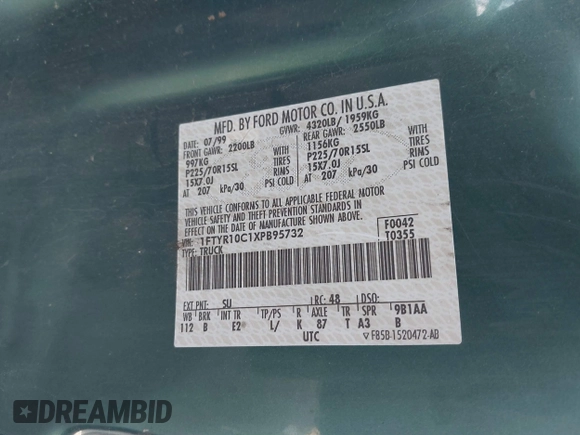 MFD. BY FORD MOTOR CO. IN U.S.A.
DATE: 07/99 GVWR: 4320LB/ 1959KG
FRONT GAWR: 2200LB REAR GAWR: 2550LB
997KG WITH 1156KG WITH
P225/70R15SL TIRES P225/70R15SL TIRES
15X7.0J RIMS 15X7.0J RIMS
AT 207 kPa/30 PSI COLD AT 207 kPa/30 PSI COLD
THIS VEHICLE CONFORMS TO ALL APPLICABLE FEDERAL MOTOR
VEHICLE SAFETY AND THEFT PREVENTION STANDARDS IN
EFFECT ON THE DATE OF MANUFACTURE SHOWN ABOVE.
VIN: 1FTYR10C1XPB95732 F0042
TYPE: TRUCK T0355
EXT PNT: SU RC: 48 DSO:
WB BRK INT TR TP/PS R AXLE TR SPR 9B1AA
112 B E2 L/ K 87 T A3 B
UTC F85B-1520472-AB
DREAMBID